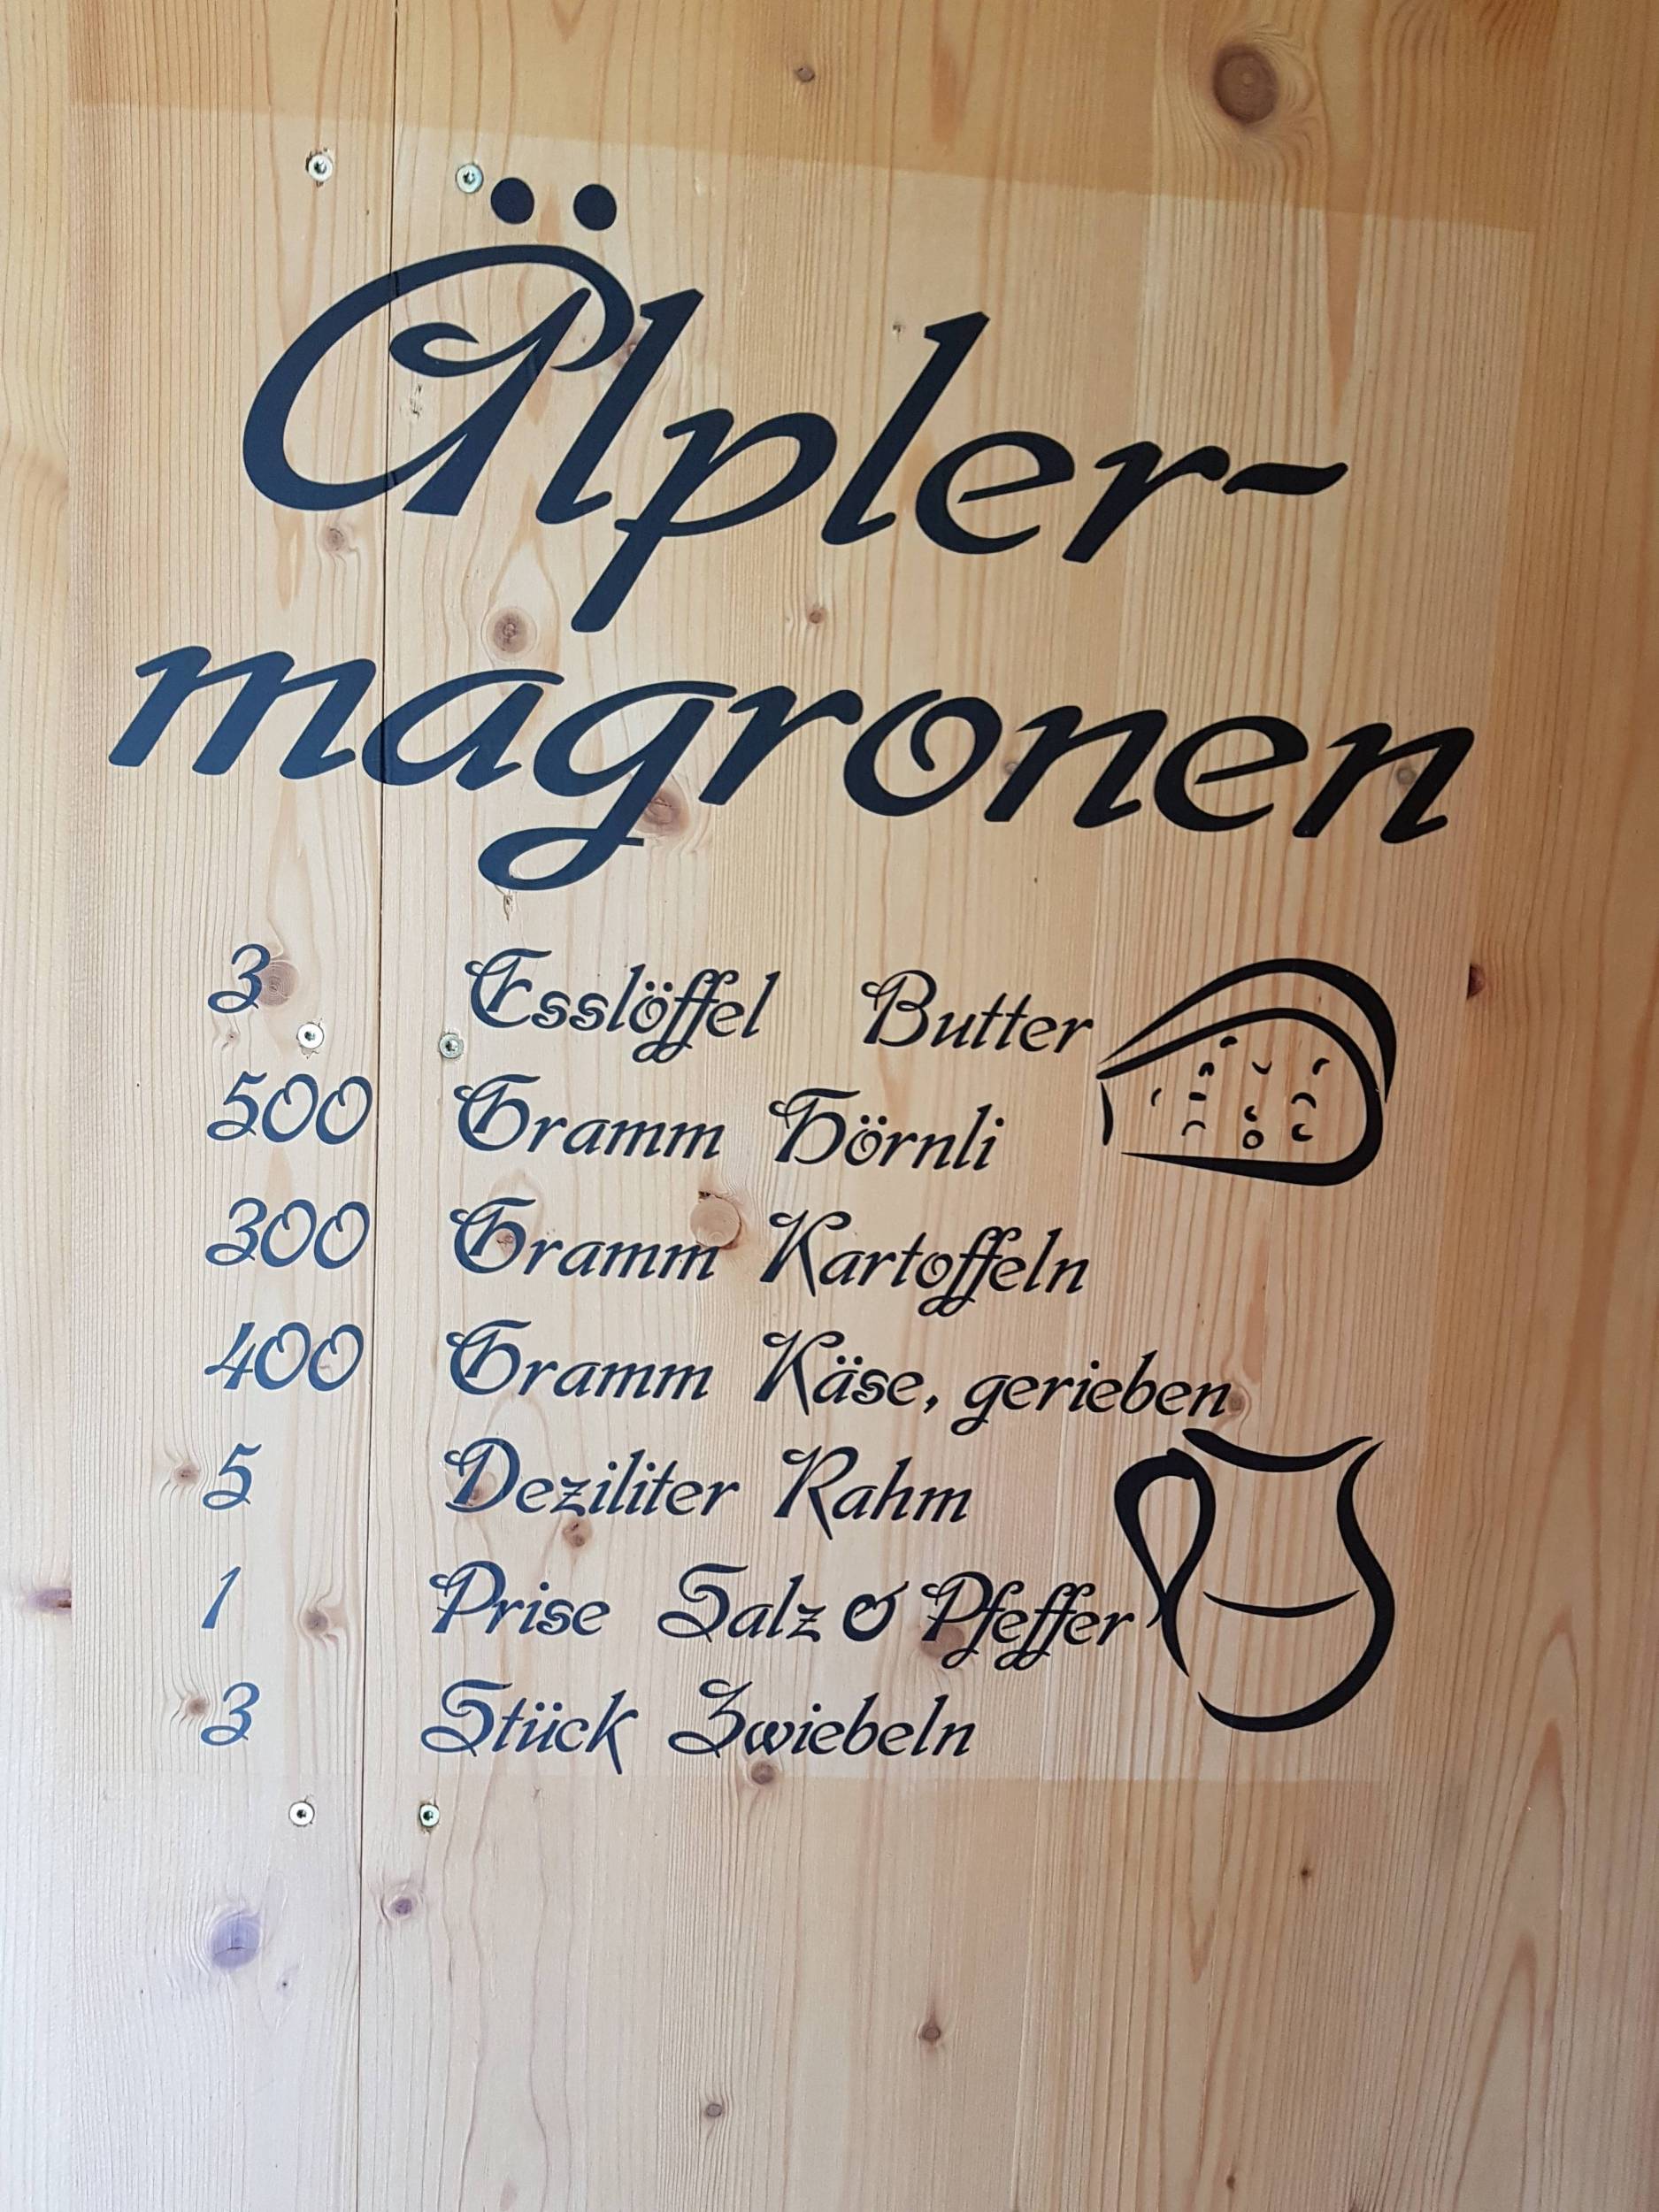 Älpler-
magronen
3 Esslöffel Butter
500 Gramm Hörnli
300 Gramm Kartoffeln
400 Gramm Käse, gerieben
5 Deziliter Rahm
1 Prise Salz & Pfeffer
3 Stück Zwiebeln